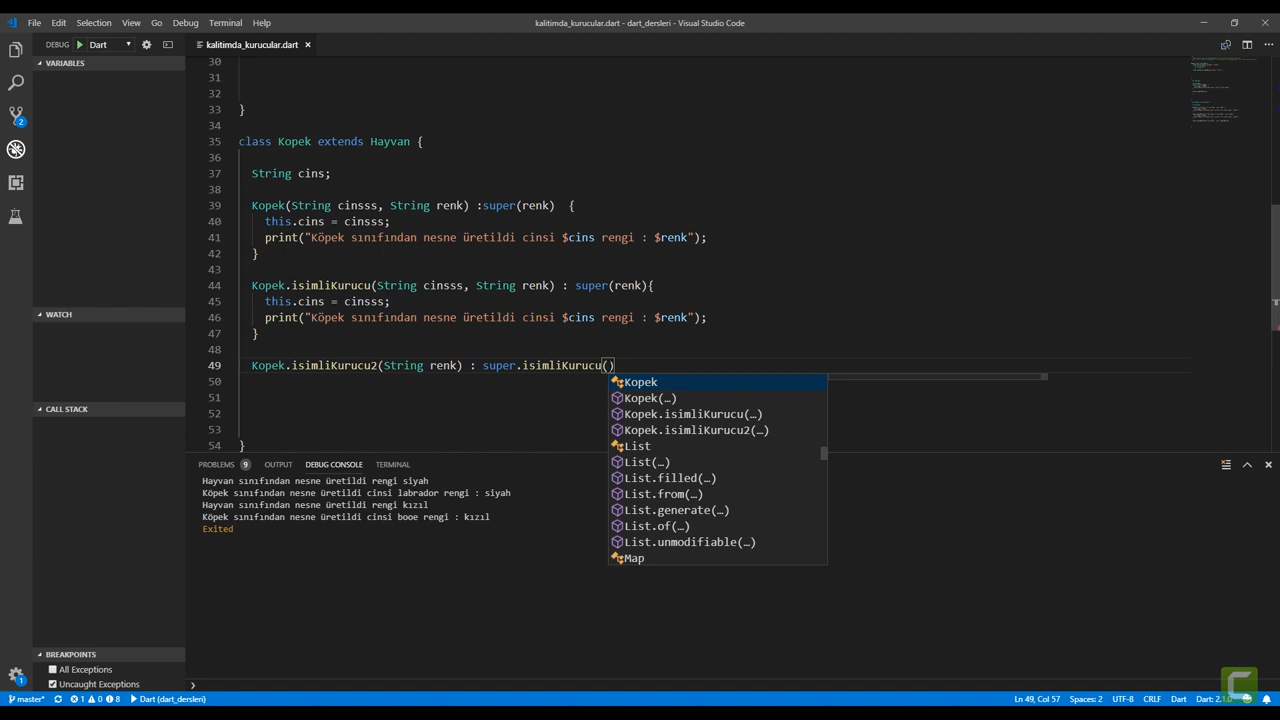 File Edit Selection View Go Debug Terminal Help
kalitimda_kurucular.dart - dart_dersleri - Visual Studio Code
DEBUG Dart
kalitimda_kurucular.dart
VARIABLES
30
31
32
33 }
34
35 class Kopek extends Hayvan {
36
37 String cins;
38
39 Kopek(String cinsss, String renk) :super(renk) {
40 this.cins = cinsss;
41 print("Köpek sınıfından nesne üretildi cinsi $cins rengi : $renk");
42 }
43
44 Kopek.isimliKurucu(String cinsss, String renk) : super(renk){
45 this.cins = cinsss;
46 print("Köpek sınıfından nesne üretildi cinsi $cins rengi : $renk");
47 }
48
49 Kopek.isimliKurucu2(String renk) : super.isimliKurucu()
50
51
52
53
54 }
Kopek
Kopek(…)
Kopek.isimliKurucu(…)
Kopek.isimliKurucu2(…)
List
List(…)
List.filled(…)
List.from(…)
List.generate(…)
List.of(…)
List.unmodifiable(…)
Map
WATCH
CALL STACK
BREAKPOINTS
All Exceptions
Uncaught Exceptions
PROBLEMS 9 OUTPUT DEBUG CONSOLE TERMINAL
Hayvan sınıfından nesne üretildi rengi siyah
Köpek sınıfından nesne üretildi cinsi labrador rengi : siyah
Hayvan sınıfından nesne üretildi rengi kızıl
Köpek sınıfından nesne üretildi cinsi booe rengi : kızıl
Exited
2
1
master* 1 0 8 Dart (dart_dersleri) Ln 49, Col 57 Spaces: 2 UTF-8 CRLF Dart Dart: 2.1.0